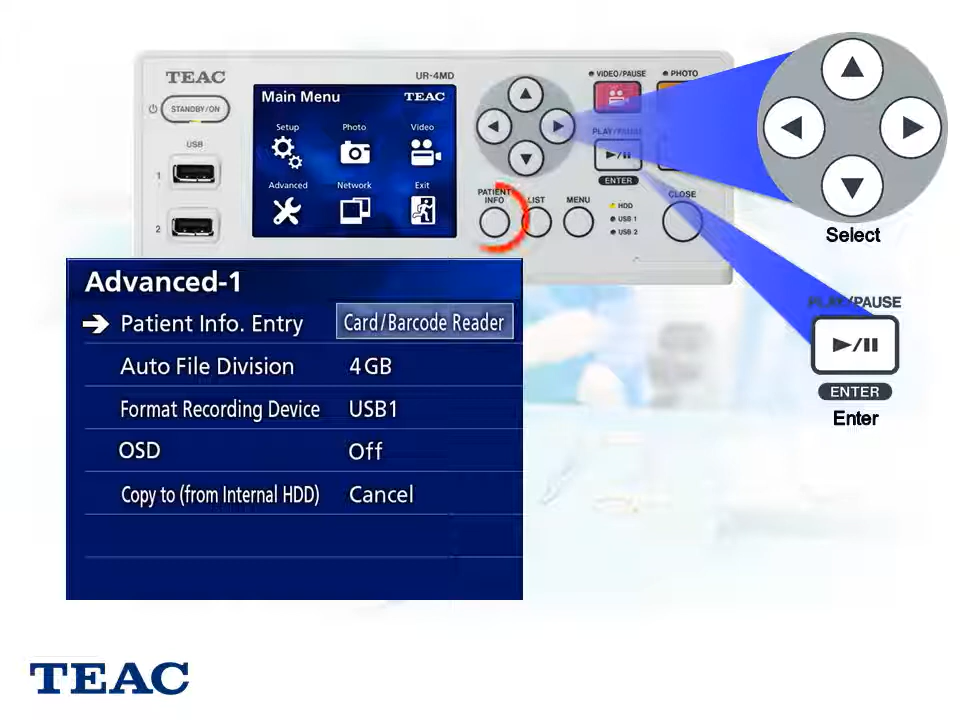 TEAC
UR-4MD
STANDBY/ON
USB
1
2
Main Menu
TEAC
Setup
Photo
Video
Advanced
Network
Exit
VIDEO/PAUSE
PHOTO
PLAY/PAUSE
ENTER
PATIENT
INFO
LIST
MENU
HDD
USB 1
USB 2
CLOSE
Select
PLAY/PAUSE
ENTER
Enter
Advanced-1
Patient Info. Entry Card/Barcode Reader
Auto File Division 4GB
Format Recording Device USB1
OSD Off
Copy to (from Internal HDD) Cancel
TEAC